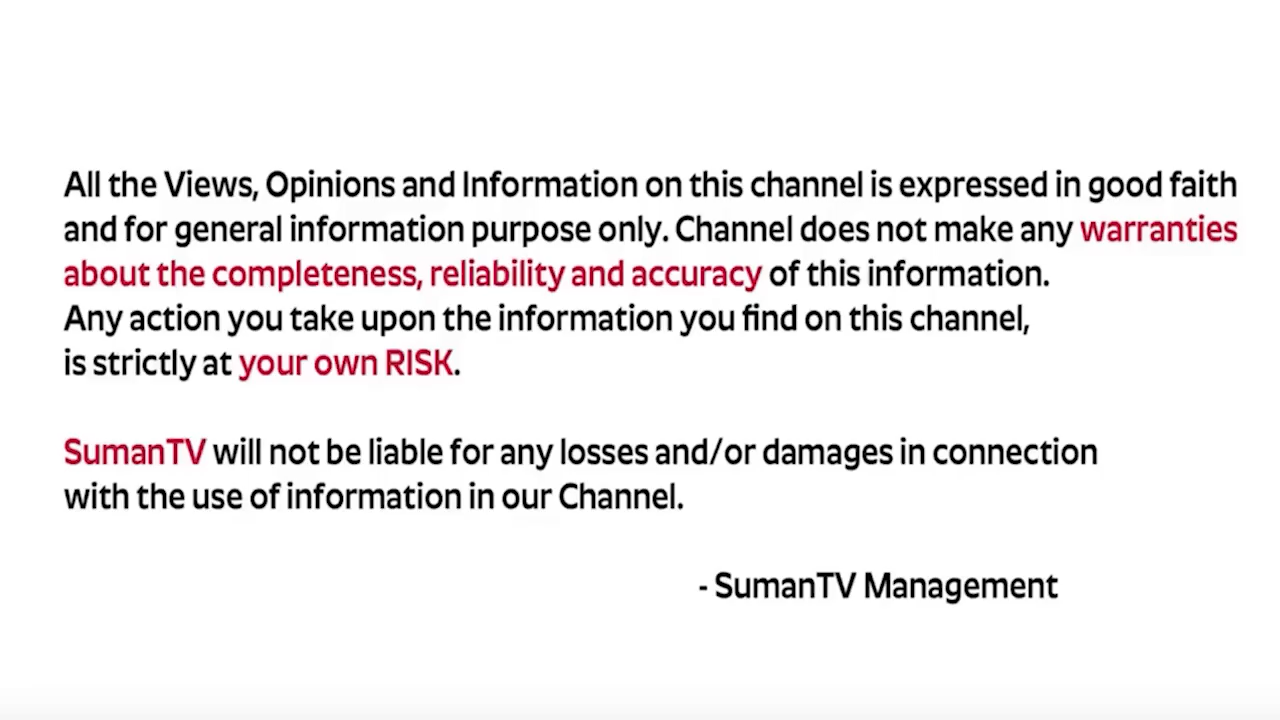 All the Views, Opinions and Information on this channel is expressed in good faith
and for general information purpose only. Channel does not make any warranties
about the completeness, reliability and accuracy of this information.
Any action you take upon the information you find on this channel,
is strictly at your own RISK.
SumanTV will not be liable for any losses and/or damages in connection
with the use of information in our Channel.
- SumanTV Management